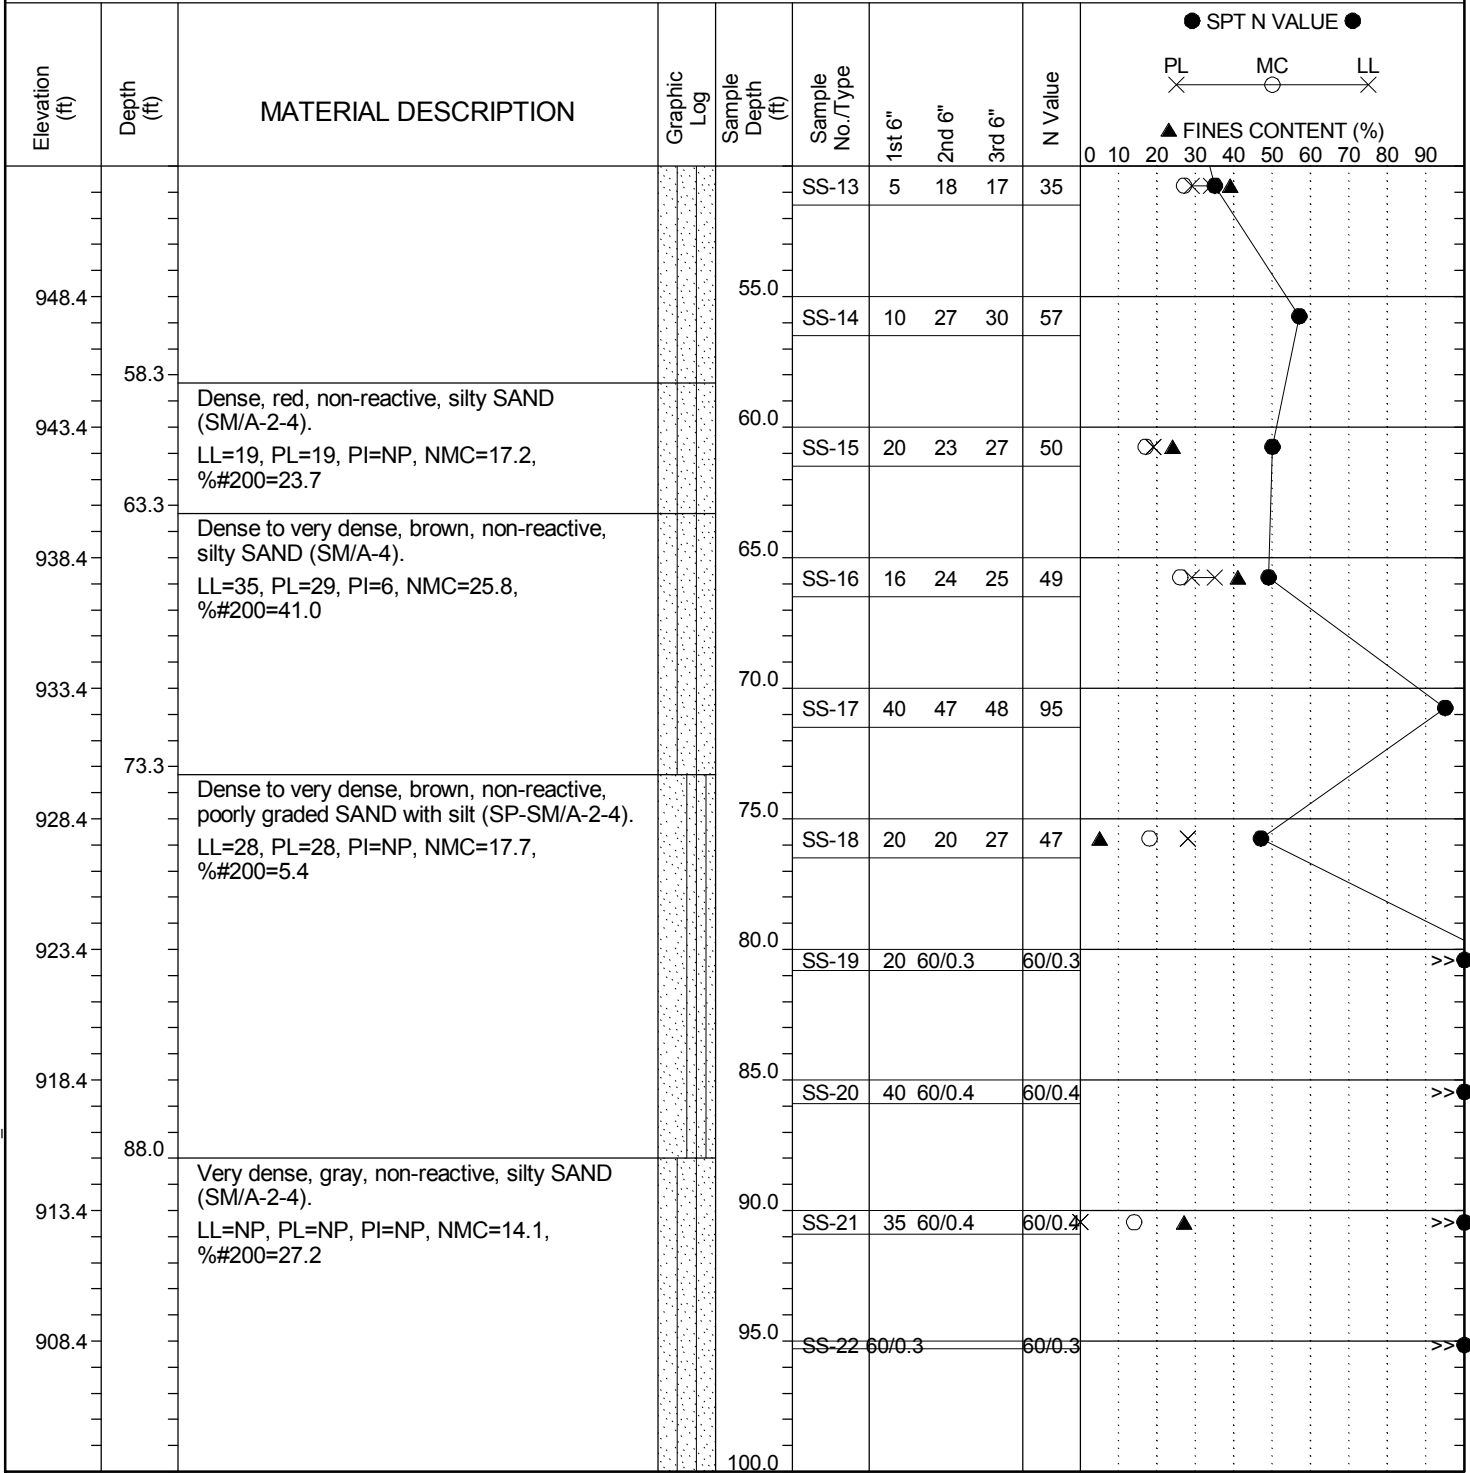 ● SPT N VALUE ●
PL MC LL
▲ FINES CONTENT (%)
Elevation (ft) Depth (ft) MATERIAL DESCRIPTION Graphic Log Sample Depth (ft) Sample No./Type 1st 6" 2nd 6" 3rd 6" N Value 0 10 20 30 40 50 60 70 80 90
SS-13 5 18 17 35
948.4 55.0
SS-14 10 27 30 57
58.3
Dense, red, non-reactive, silty SAND
(SM/A-2-4).
943.4 60.0
LL=19, PL=19, PI=NP, NMC=17.2,
%#200=23.7
SS-15 20 23 27 50
63.3
Dense to very dense, brown, non-reactive,
silty SAND (SM/A-4).
938.4 65.0
LL=35, PL=29, PI=6, NMC=25.8,
%#200=41.0
SS-16 16 24 25 49
933.4 70.0
SS-17 40 47 48 95
73.3
Dense to very dense, brown, non-reactive,
poorly graded SAND with silt (SP-SM/A-2-4).
928.4 75.0
LL=28, PL=28, PI=NP, NMC=17.7,
%#200=5.4
SS-18 20 20 27 47
923.4 80.0
SS-19 20 60/0.3 60/0.3 >>
918.4 85.0
SS-20 40 60/0.4 60/0.4 >>
88.0
Very dense, gray, non-reactive, silty SAND
(SM/A-2-4).
913.4 90.0
LL=NP, PL=NP, PI=NP, NMC=14.1,
%#200=27.2
SS-21 35 60/0.4 60/0.4 >>
908.4 95.0
SS-22 60/0.3 60/0.3 >>
100.0